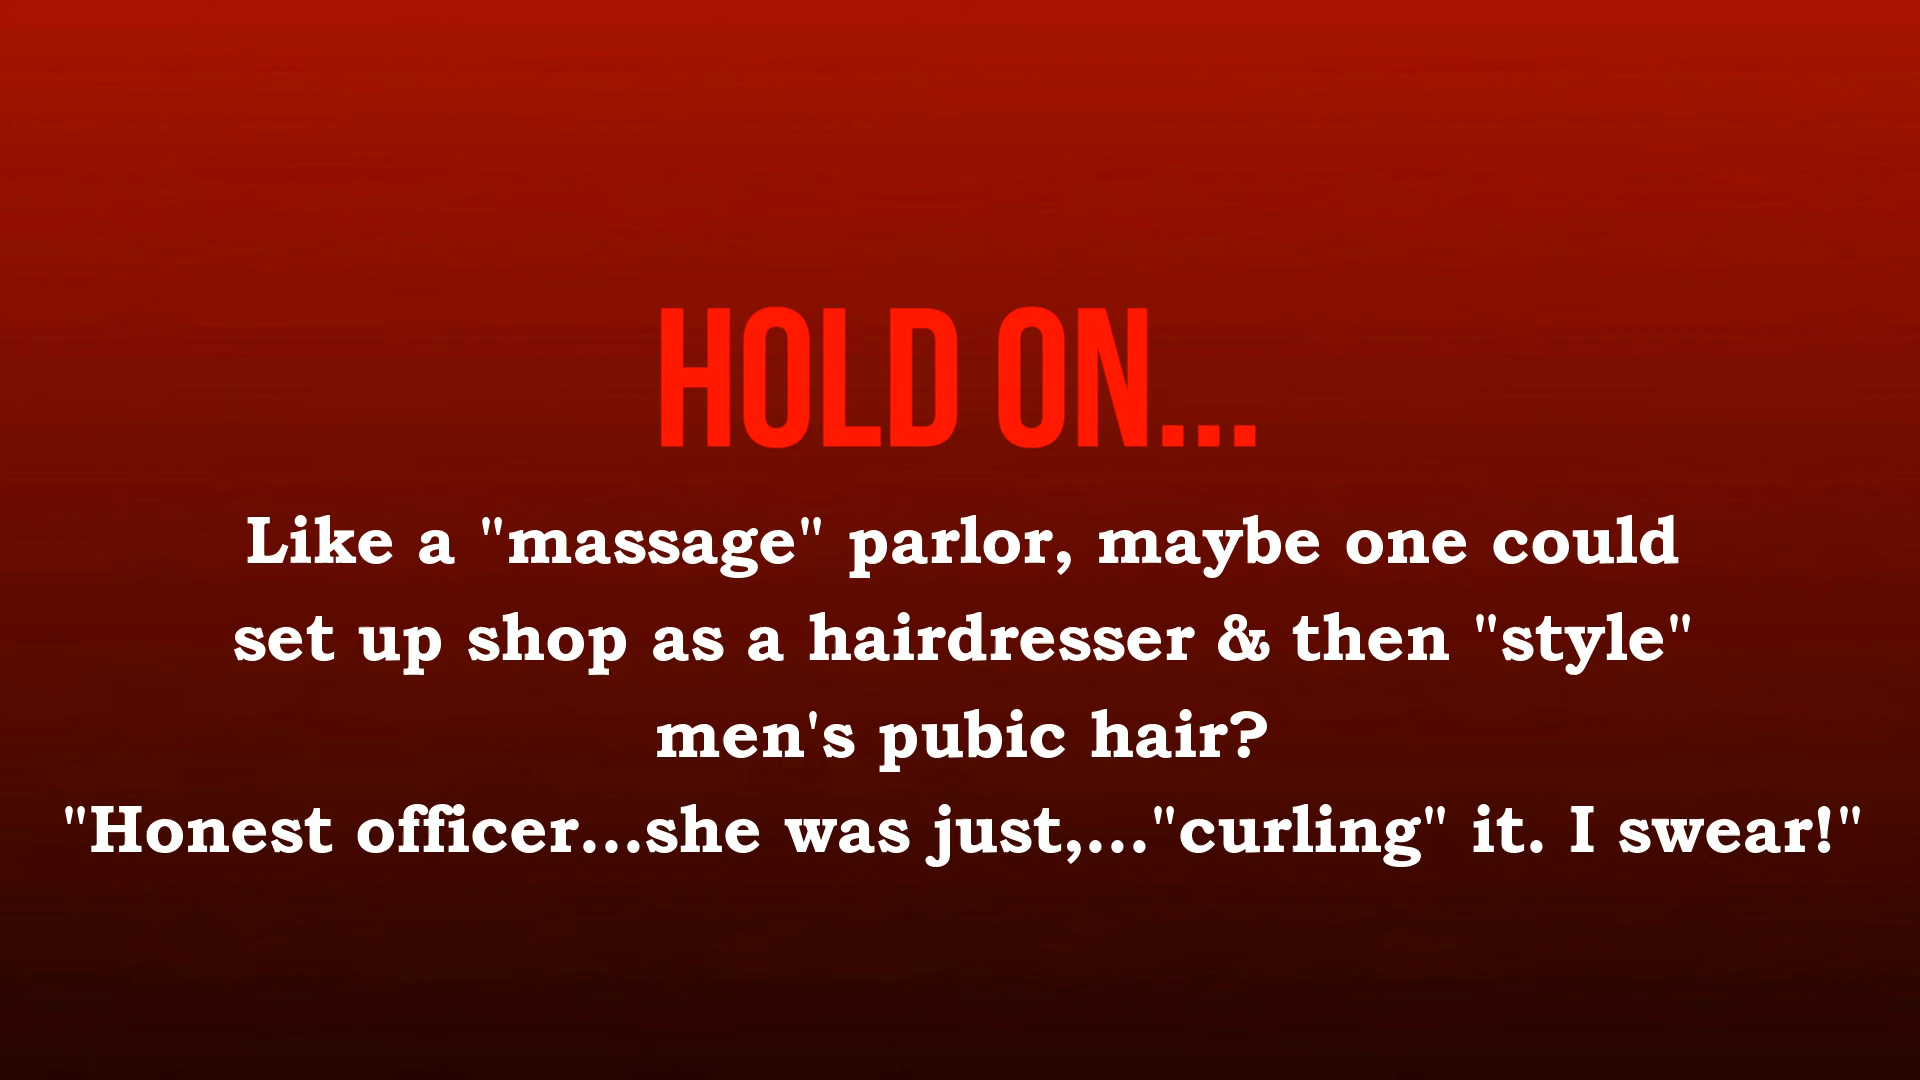 HOLD ON...
Like a "massage" parlor, maybe one could
set up shop as a hairdresser & then "style"
men's pubic hair?
"Honest officer...she was just,..."curling" it. I swear!"